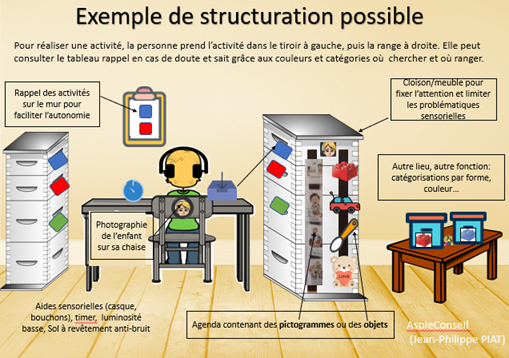 Exemple de structuration possible
Pour réaliser une activité, la personne prend l'activité dans le tiroir à gauche, puis la range à droite. Elle peut
consulter le tableau rappel en cas de doute et sait grâce aux couleurs et catégories où chercher et où ranger.
Rappel des activités
sur le mur pour
faciliter l'autonomie
Cloison/meuble pour
fixer l'attention et limiter
les problématiques
sensorielles
Autre lieu, autre fonction:
catégorisations par forme,
couleur…
Photographie
de l'enfant
sur sa chaise
LOVE
Aides sensorielles (casque,
bouchons), timer, luminosité
basse, Sol à revêtement anti-bruit
Agenda contenant des pictogrammes ou des objets
AspieConseil
(Jean-Philippe PIAT)